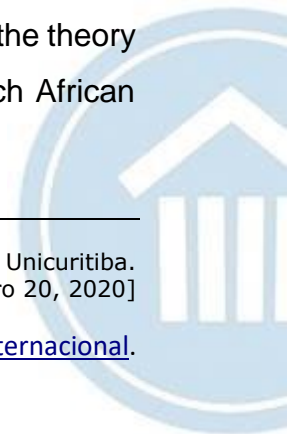 the theory
ch African
Unicuritiba.
ro 20, 2020]
ternacional.